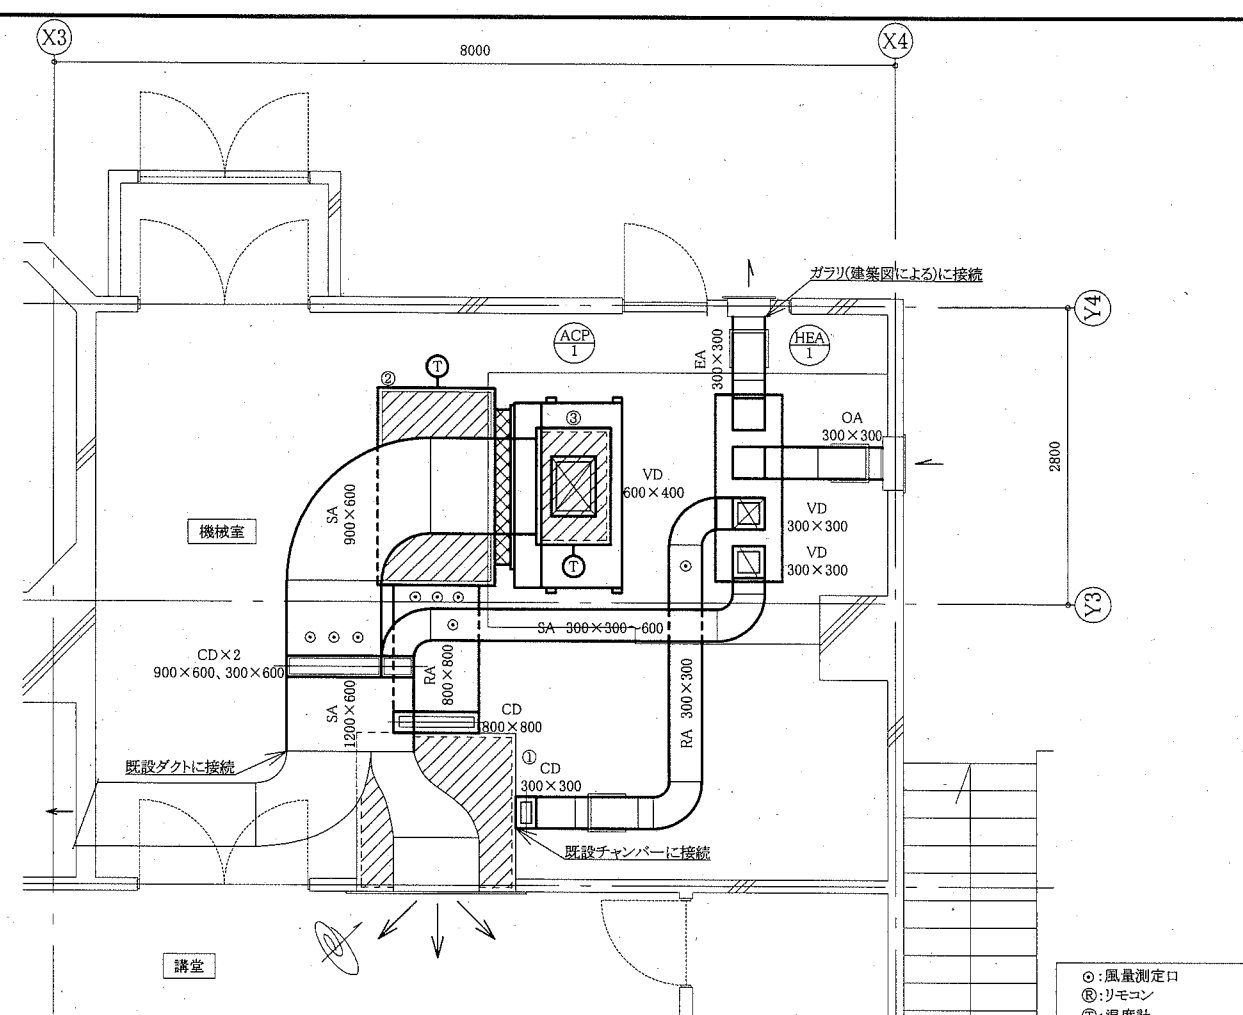 X3
X4
8000
ガラリ(建築図による)に接続
Y4
ACP
1
HEA
1
EA
300×300
T
②
③
OA
300×300
2800
SA
900×600
VD
600×400
機械室
VD
300×300
VD
300×300
T
Y3
SA 300×300~600
CD×2
900×600、300×600
RA
800×800
SA
1200×600
RA 300×300
CD
800×800
既設ダクトに接続
①
CD
300×300
既設チャンバーに接続
講堂
⊙:風量測定口
Ⓡ:リモコン
Ⓣ:温度計